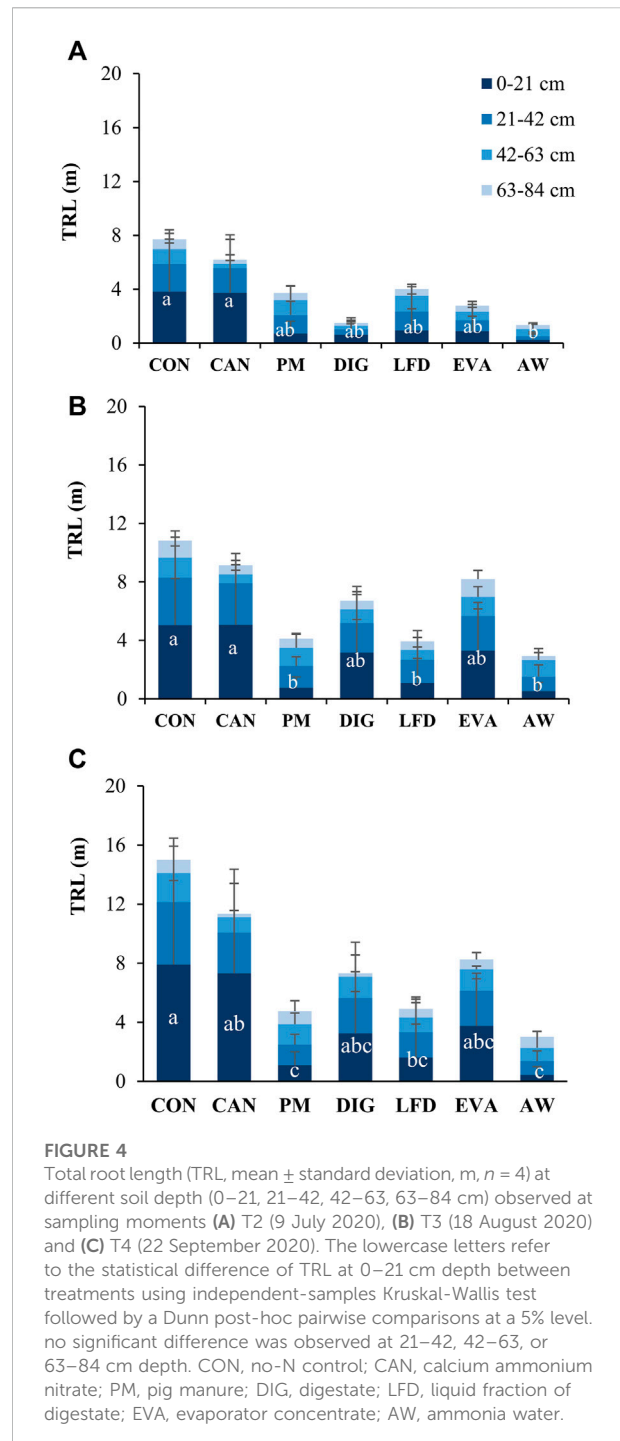 A
20
16
12
8
4
0
TRL (m)
0-21 cm
21-42 cm
42-63 cm
63-84 cm
a a ab ab ab ab b
CON CAN PM DIG LFD EVA AW
B
20
16
12
8
4
0
TRL (m)
a a b ab b ab b
CON CAN PM DIG LFD EVA AW
C
20
16
12
8
4
0
TRL (m)
a ab c abc bc abc c
CON CAN PM DIG LFD EVA AW
FIGURE 4
Total root length (TRL, mean ± standard deviation, m, n = 4) at
different soil depth (0–21, 21–42, 42–63, 63–84 cm) observed at
sampling moments (A) T2 (9 July 2020), (B) T3 (18 August 2020)
and (C) T4 (22 September 2020). The lowercase letters refer
to the statistical difference of TRL at 0–21 cm depth between
treatments using independent-samples Kruskal-Wallis test
followed by a Dunn post-hoc pairwise comparisons at a 5% level.
no significant difference was observed at 21–42, 42–63, or
63–84 cm depth. CON, no-N control; CAN, calcium ammonium
nitrate; PM, pig manure; DIG, digestate; LFD, liquid fraction of
digestate; EVA, evaporator concentrate; AW, ammonia water.